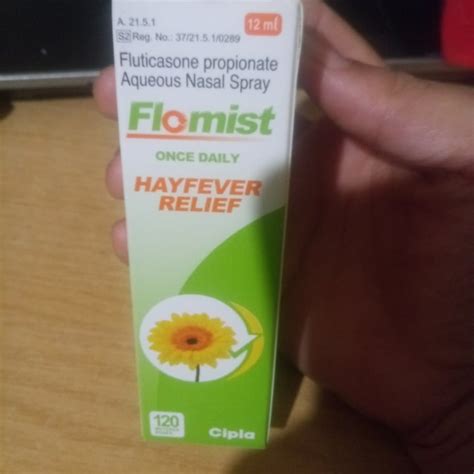 A. 21.5.1
S2 Reg. No.: 37/21.5.1/0289
12 ml
Fluticasone propionate
Aqueous Nasal Spray
Flomist
ONCE DAILY
HAYFEVER
RELIEF
120
Cipla